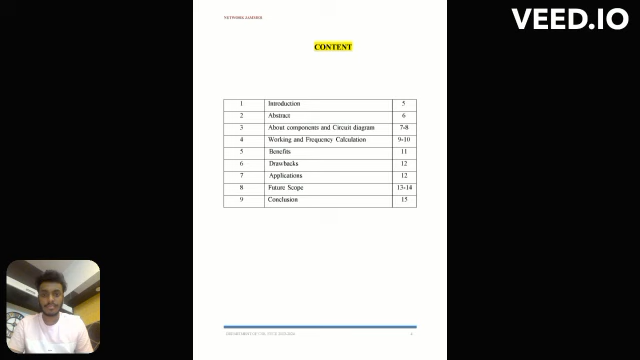 VEED.IO
NETWORK JAMMER
CONTENT
1 Introduction 5
2 Abstract 6
3 About components and Circuit diagram 7-8
4 Working and Frequency Calculation 9-10
5 Benefits 11
6 Drawbacks 12
7 Applications 12
8 Future Scope 13-14
9 Conclusion 15